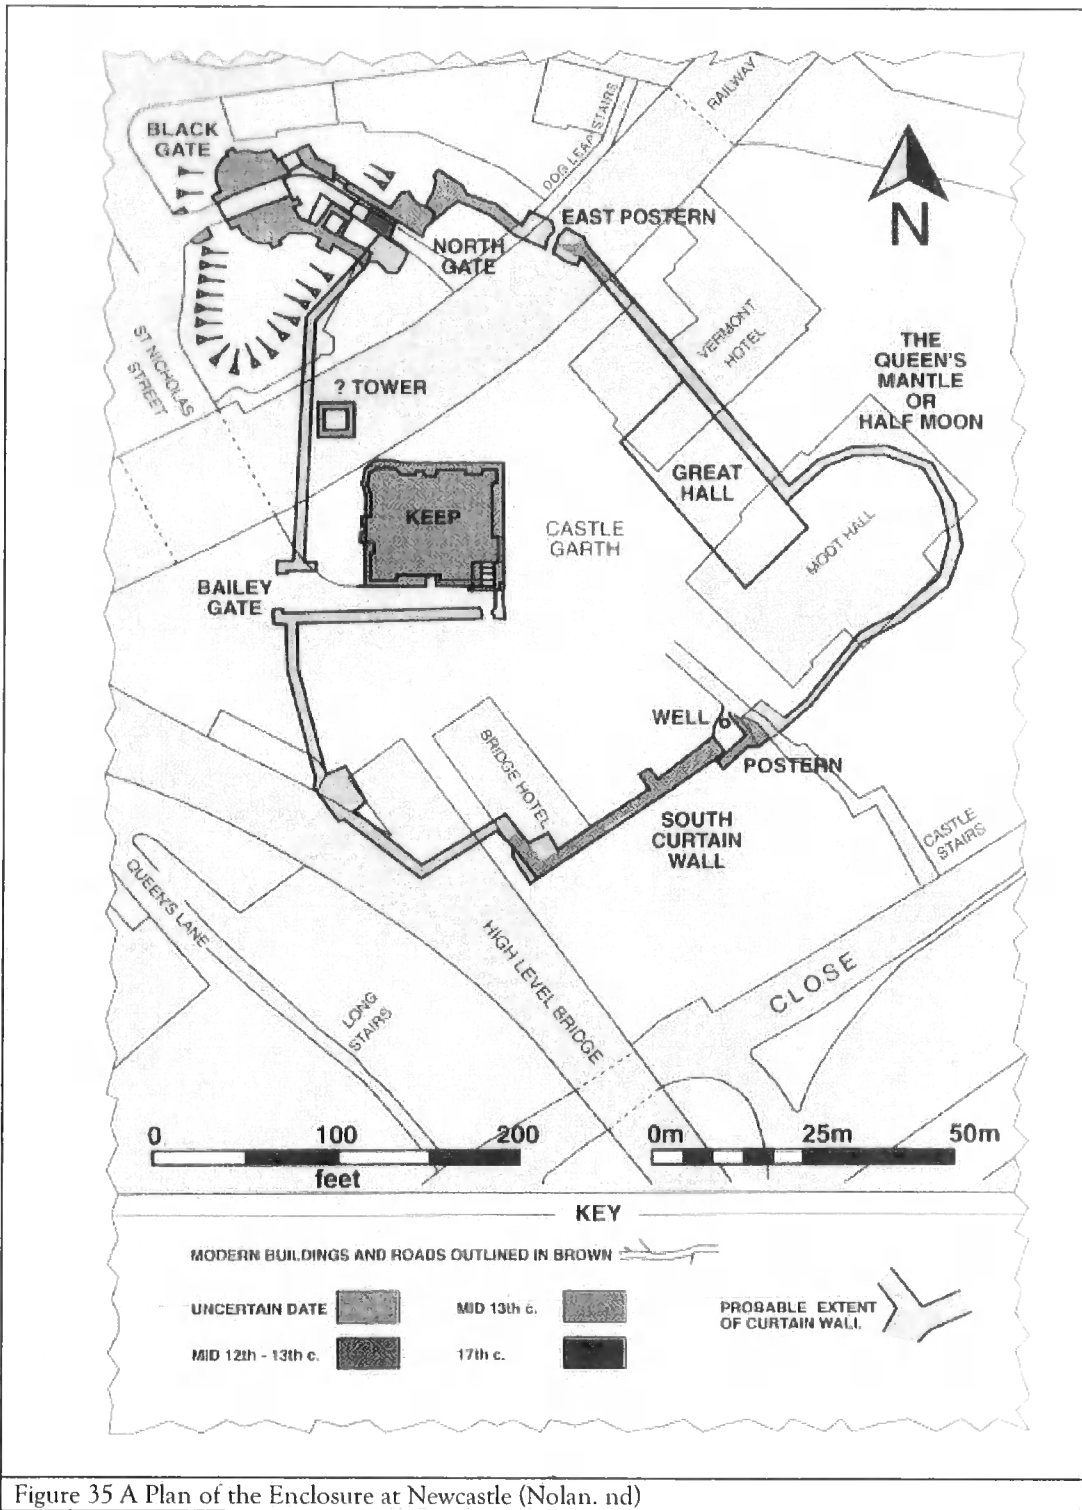 RAILWAY
DOG LEAP STAIRS
BLACK
GATE
N
EAST POSTERN
NORTH
GATE
VERMONT
HOTEL
THE
QUEEN'S
MANTLE
OR
HALF MOON
ST NICHOLAS
STREET
? TOWER
GREAT
HALL
KEEP
CASTLE
GARTH
MOOT HALL
BAILEY
GATE
WELL
POSTERN
BRIDGE HOTEL
SOUTH
CURTAIN
WALL
CASTLE
STAIRS
QUEEN'S LANE
HIGH LEVEL BRIDGE
CLOSE
LONG
STAIRS
0 100 200
feet
0m 25m 50m
KEY
MODERN BUILDINGS AND ROADS OUTLINED IN BROWN
UNCERTAIN DATE
MID 13th c.
PROBABLE EXTENT
OF CURTAIN WALL
MID 12th - 13th c.
17th c.
Figure 35 A Plan of the Enclosure at Newcastle (Nolan. nd)